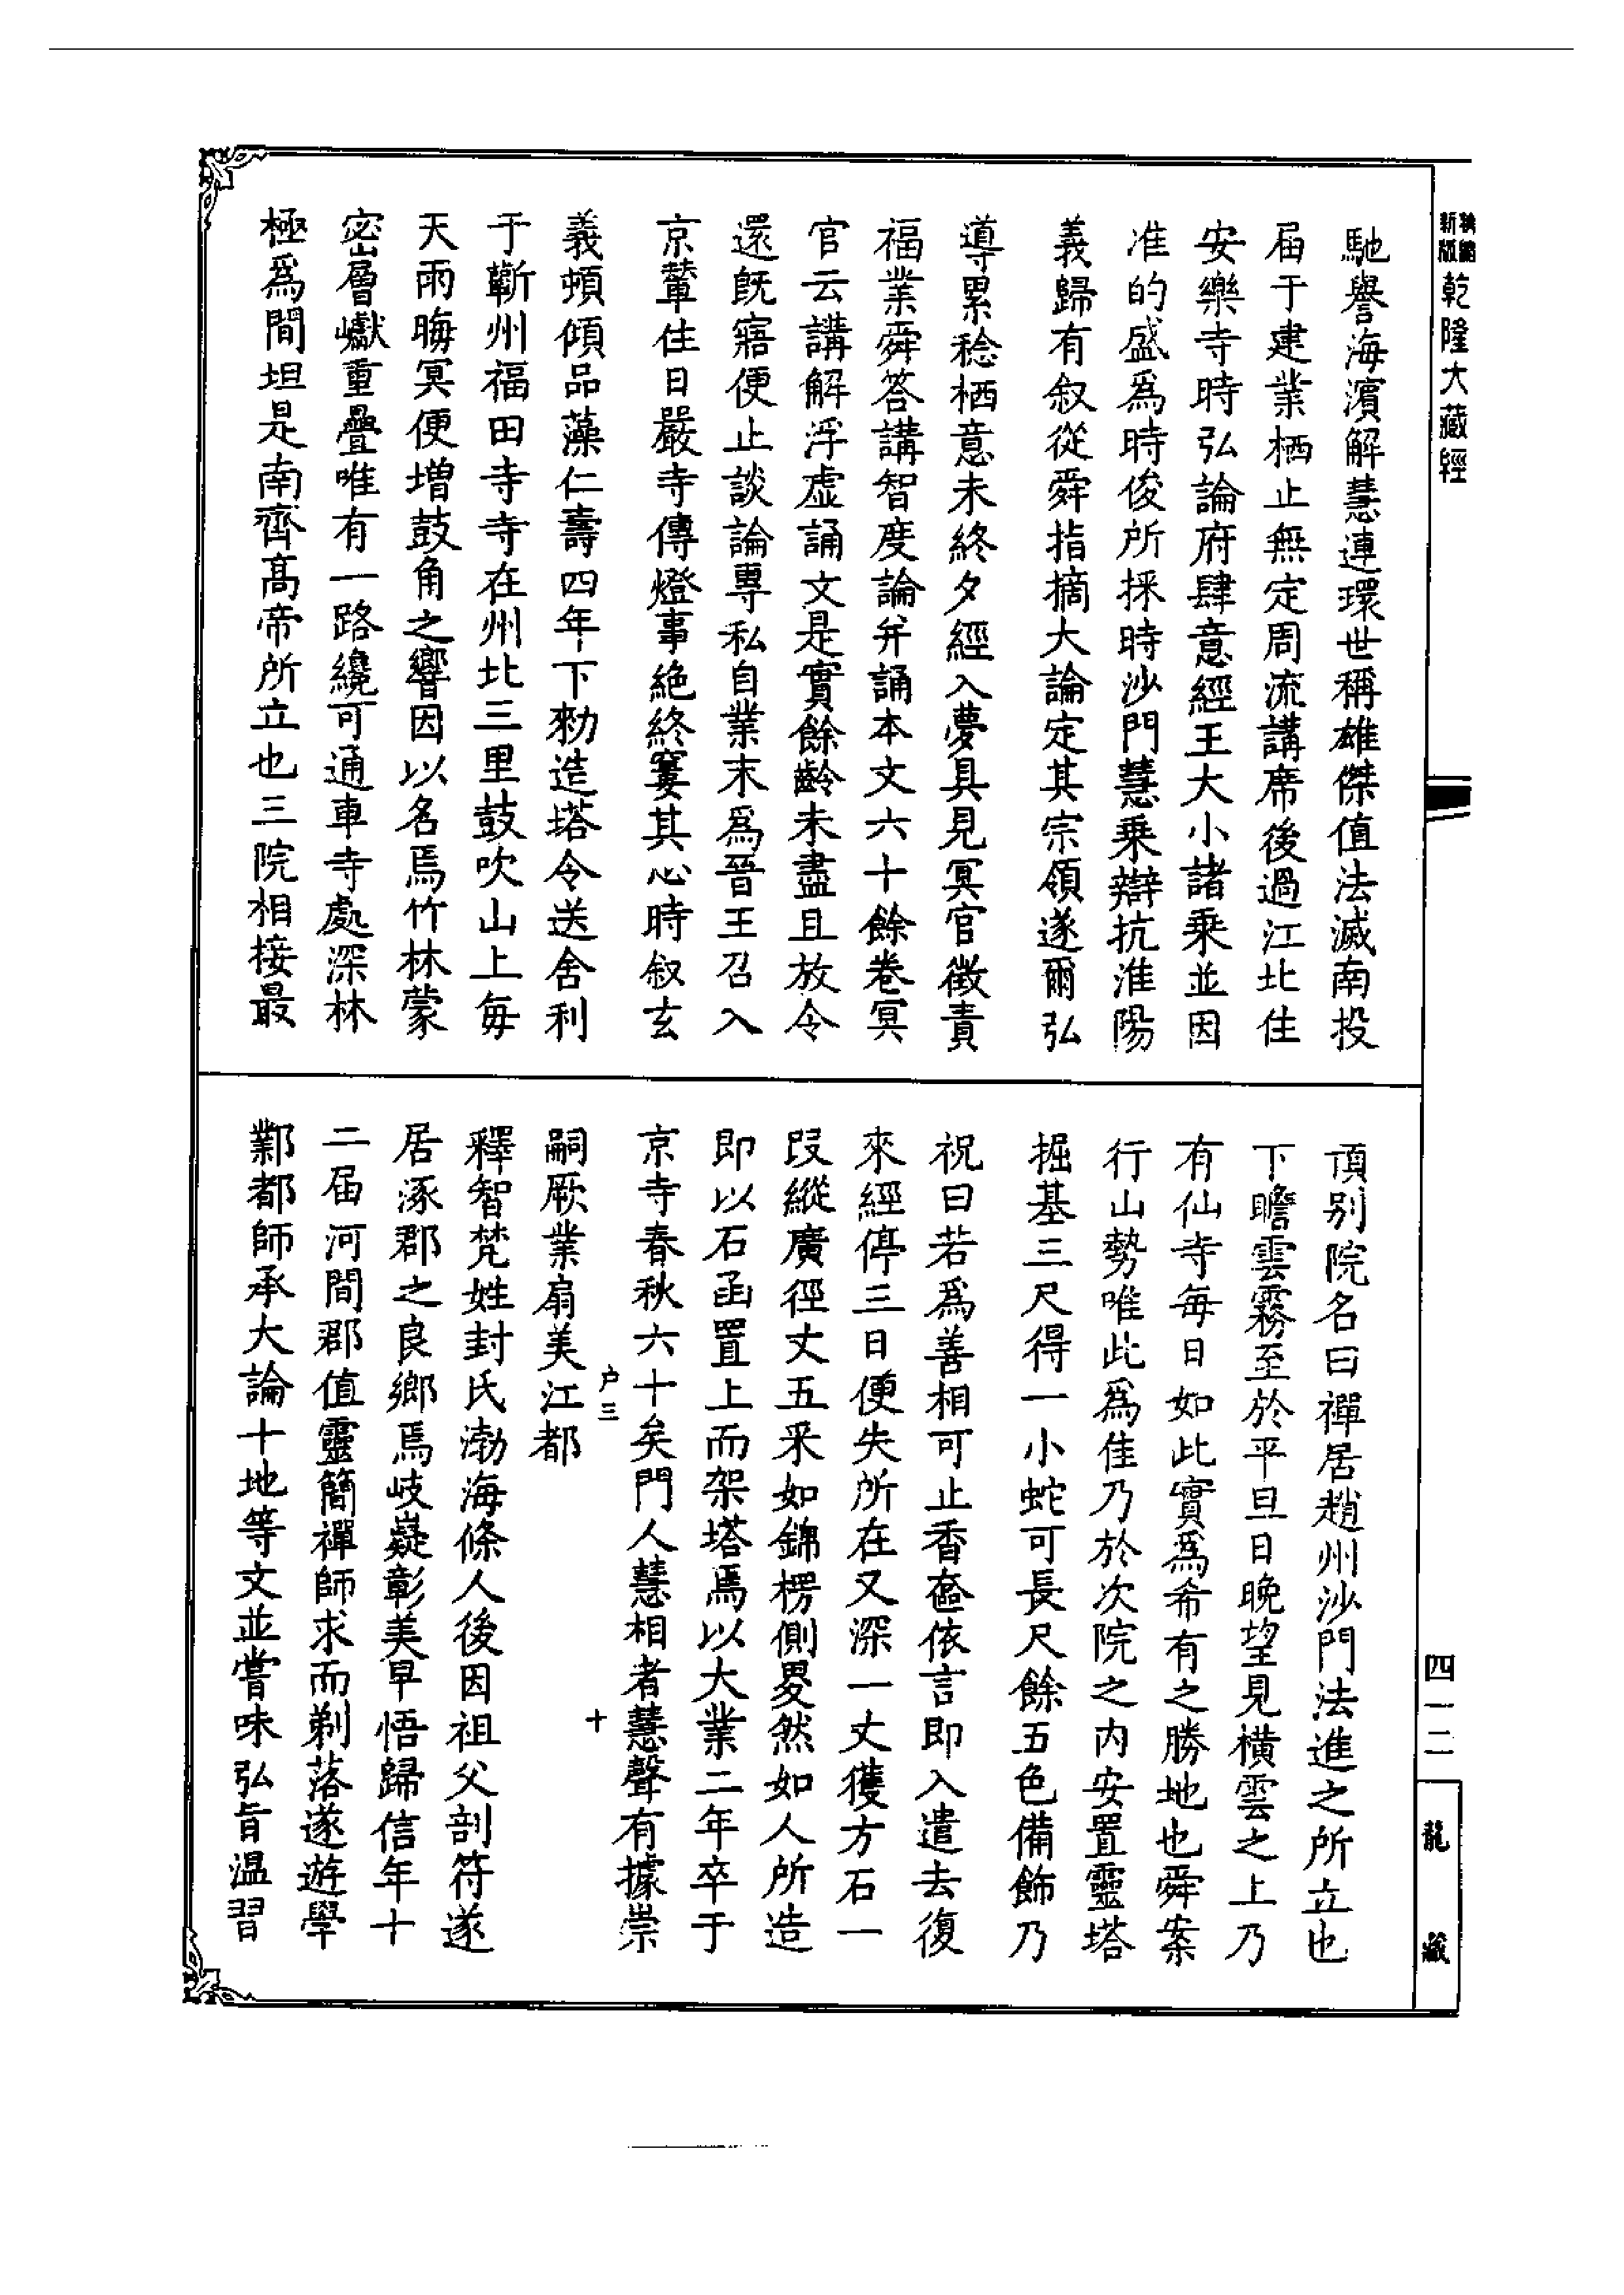 新版
乾隆大藏經
馳譽海濱解慧連環世稱雄傑值法滅南投
届于建業栖止無定周流講席後過江北住
安樂寺時弘論府肆意經王大小諸乘並因
准的盛爲時俊所採時沙門慧乘辯抗淮陽
義歸有叙從舜指摘大論定其宗領遂爾弘
導累稔栖意未終夕經入夢具見冥官徵責
福業舜答講智度論并誦本文六十餘卷冥
官云講解浮虛誦文是實餘齡未盡且放令
還旣寤便止談論專私自業末爲晉王召入
京輦住日嚴寺傳燈事絕終窶其心時叙玄
義頓傾品藻仁壽四年下勑造塔令送舍利
于蘄州福田寺寺在州北三里鼓吹山上每
天雨晦冥便增鼓角之響因以名焉竹林蒙
密層巘重疊唯有一路纔可通車寺處深林
極爲閒坦是南齊高帝所立也三院相接最
頂别院名曰禪居趙州沙門法進之所立也
下瞻雲霧至於平旦日晚望見横雲之上乃
有仙寺每日如此實爲希有之勝地也舜案
行山勢唯此爲佳乃於次院之内安置靈塔
掘基三尺得一小蛇可長尺餘五色備飾乃
祝曰若爲善相可止香奩依言即入遣去復
來經停三日便失所在又深一丈獲方石一
段縱廣徑丈五釆如錦楞側畟然如人所造
即以石函置上而架塔焉以大業二年卒于
京寺春秋六十矣門人慧相者慧聲有據崇
户三
十
嗣厥業扇美江都
釋智梵姓封氏渤海條人後因祖父剖符遂
居涿郡之良鄉焉岐嶷彰美早悟歸信年十
二届河間郡值靈簡禪師求而剃落遂遊學
鄴都師承大論十地等文並嘗味弘旨温習
四一二
龍藏